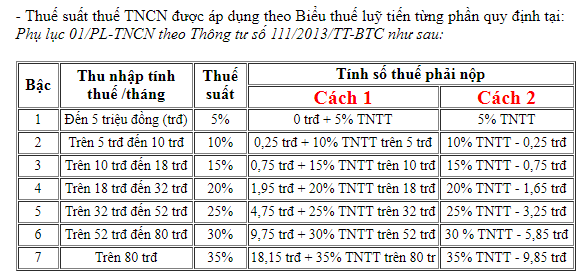 - Thuế suất thuế TNCN được áp dụng theo Biểu thuế luỹ tiến từng phần quy định tại:
Phụ lục 01/PL-TNCN theo Thông tư số 111/2013/TT-BTC như sau:
Bậc Thu nhập tính thuế /tháng Thuế suất Tính số thuế phải nộp
Cách 1 Cách 2
1 Đến 5 triệu đồng (trđ) 5% 0 trđ + 5% TNTT 5% TNTT
2 Trên 5 trđ đến 10 trđ 10% 0,25 trđ + 10% TNTT trên 5 trđ 10% TNTT - 0,25 trđ
3 Trên 10 trđ đến 18 trđ 15% 0,75 trđ + 15% TNTT trên 10 trđ 15% TNTT - 0,75 trđ
4 Trên 18 trđ đến 32 trđ 20% 1,95 trđ + 20% TNTT trên 18 trđ 20% TNTT - 1,65 trđ
5 Trên 32 trđ đến 52 trđ 25% 4,75 trđ + 25% TNTT trên 32 trđ 25% TNTT - 3,25 trđ
6 Trên 52 trđ đến 80 trđ 30% 9,75 trđ + 30% TNTT trên 52 trđ 30 % TNTT - 5,85 trđ
7 Trên 80 trđ 35% 18,15 trđ + 35% TNTT trên 80 tr 35% TNTT - 9,85 trđ